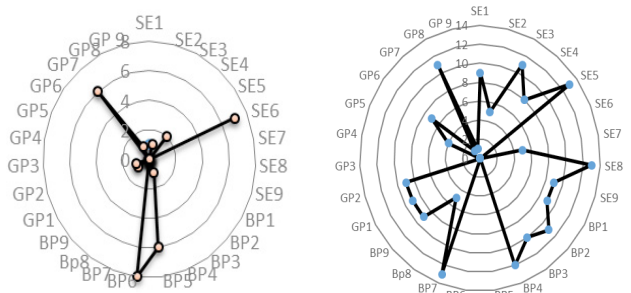 SE1
SE2
SE3
SE4
SE5
SE6
SE7
SE8
SE9
BP1
BP2
BP3
BP4
BP5
BP6
BP7
Bp8
BP9
GP1
GP2
GP3
GP4
GP5
GP6
GP7
GP8
GP 9
8
6
4
2
0
SE1
SE2
SE3
SE4
SE5
SE6
SE7
SE8
SE9
BP1
BP2
BP3
BP4
BP7
Bp8
BP9
GP1
GP2
GP3
GP4
GP5
GP6
GP7
GP8
GP 9
14
12
10
8
6